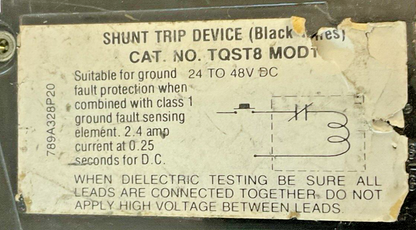 SHUNT TRIP DEVICE (Black
CAT. NO. TQST8 MODT
Suitable for ground 24 TO 48V DC
fault protection when
combined with class 1
ground fault sensing
element. 2.4 amp
current at 0.25
seconds for D.C.
789A328P20
WHEN DIELECTRIC TESTING BE SURE ALL
LEADS ARE CONNECTED TOGETHER. DO NOT
APPLY HIGH VOLTAGE BETWEEN LEADS.